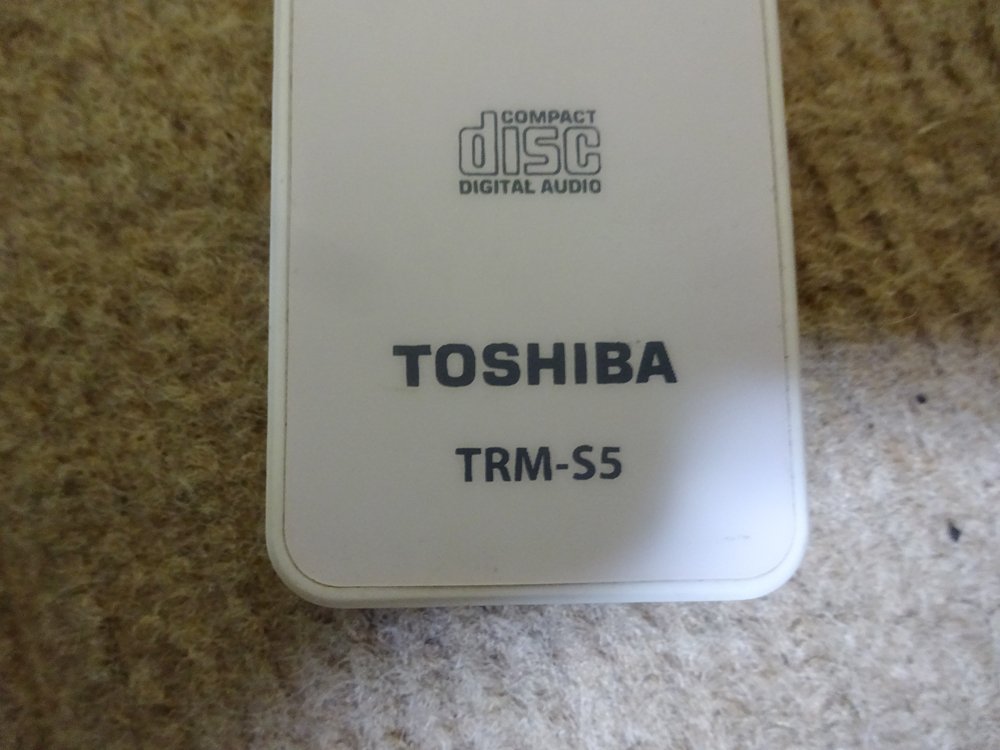 COMPACT
disc
DIGITAL AUDIO
TOSHIBA
TRM-S5